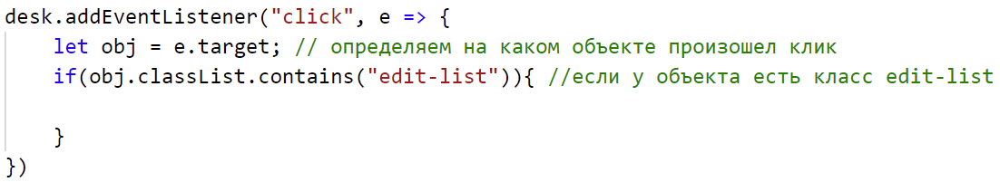 desk.addEventListener("click", e => {
let obj = e.target; // определяем на каком объекте произошел клик
if(obj.classList.contains("edit-list")){ //если у объекта есть класс edit-list
}
})